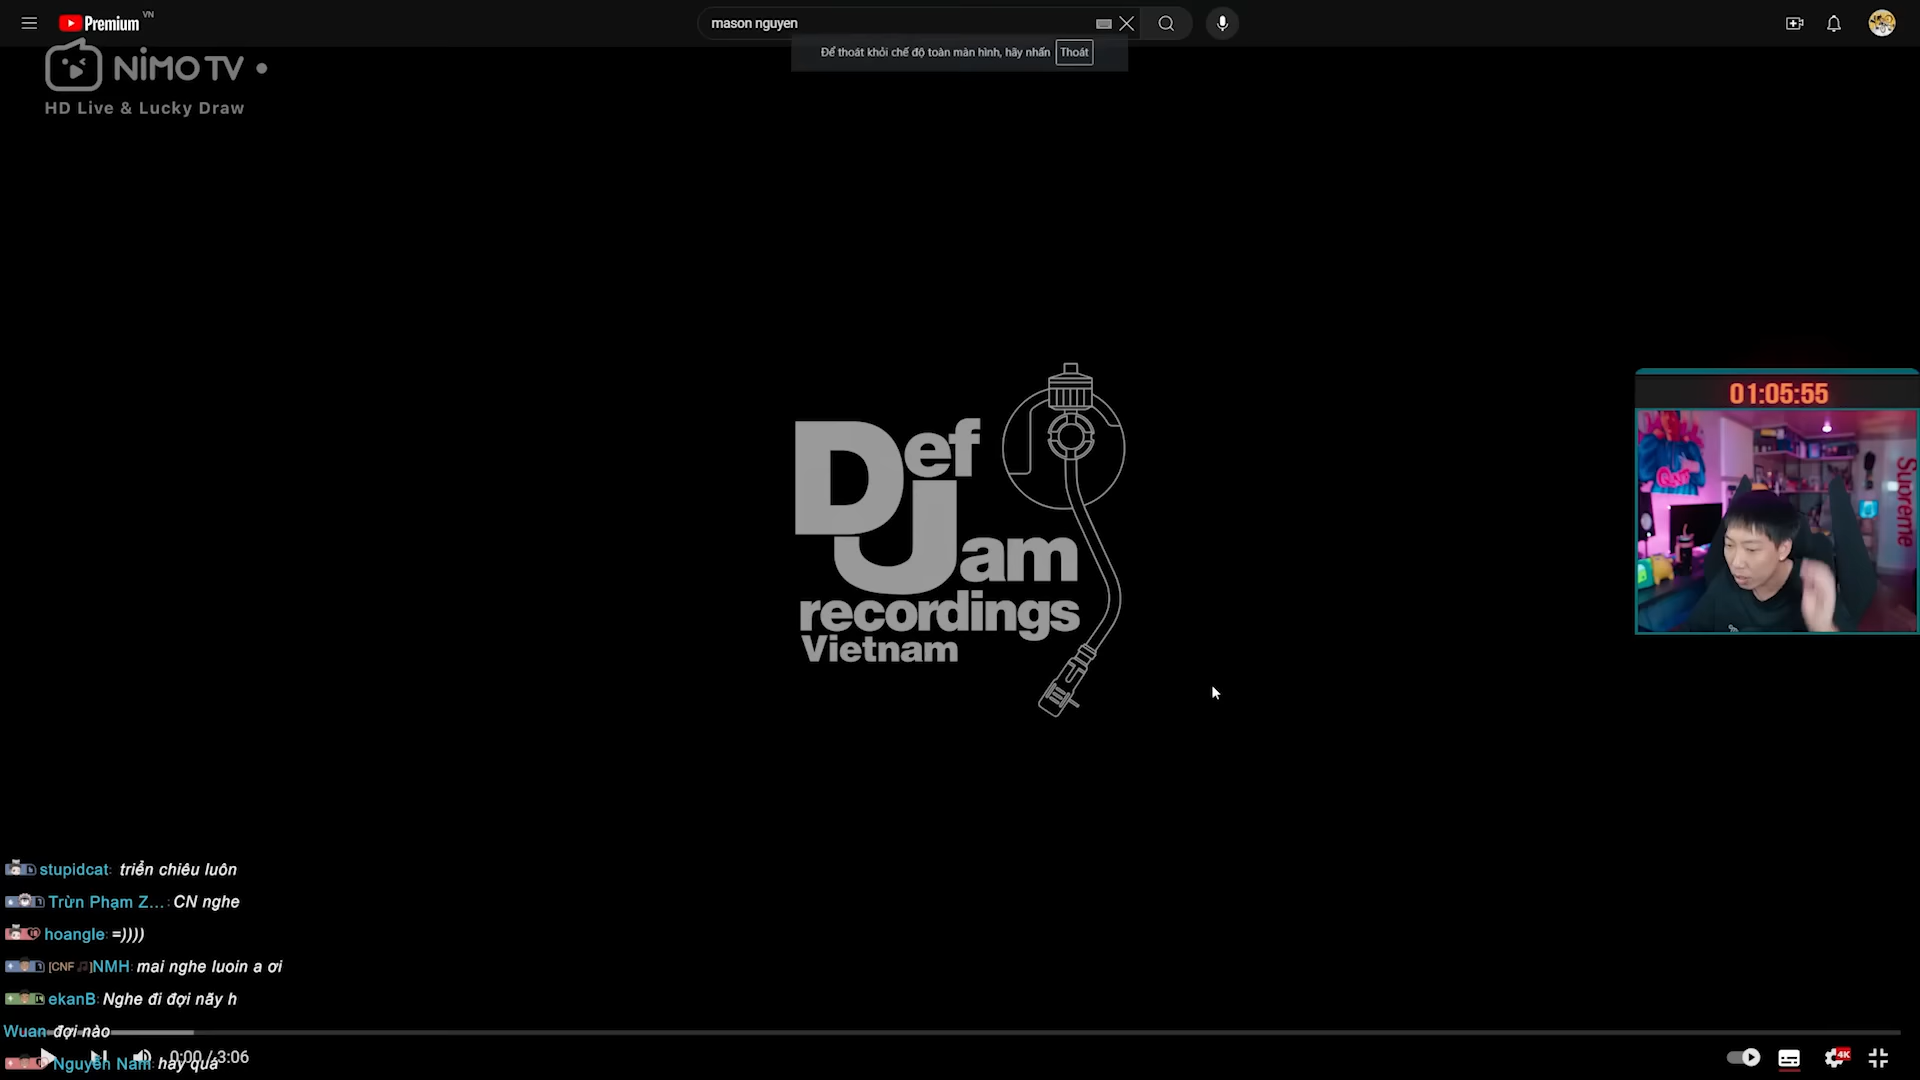 Premium VN
mason nguyen
Để thoát khỏi chế độ toàn màn hình, hãy nhấn Thoát
NIMO TV
HD Live & Lucky Draw
Def Jam
recordings
Vietnam
01:05:55
Supreme
stupidcat: triển chiêu luôn
Trừn Phạm Z...: CN nghe
hoangle: =))))
[CNF]NMH: mai nghe luoin a ơi
ekanB: Nghe đi đợi nãy h
Wuan: đợi nào
Nguyễn Nam: hay quá
0:00 / 3:06
4K